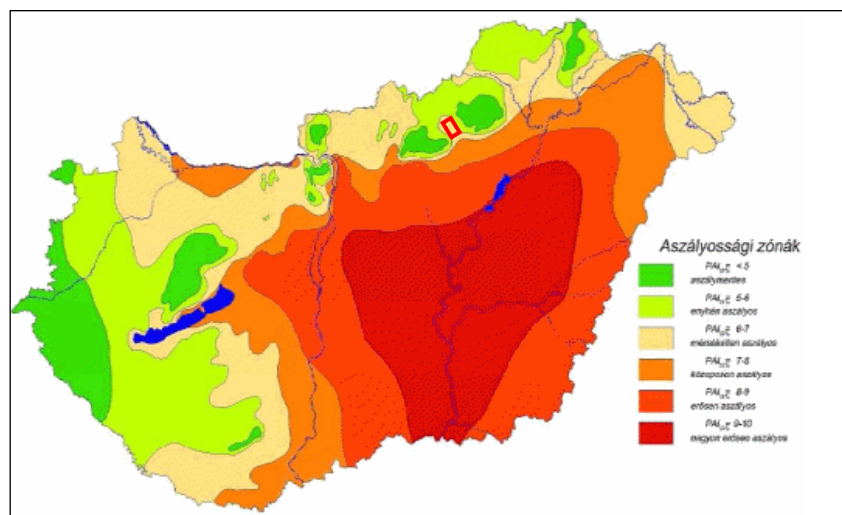 Aszályossági zónák
PAI <5
aszálymentes
PAI 5-6
enyhén aszályos
PAI 6-7
mérsékelten aszályos
PAI 7-8
közepesen aszályos
PAI 8-9
erősen aszályos
PAI 9-10
nagyon erősen aszályos